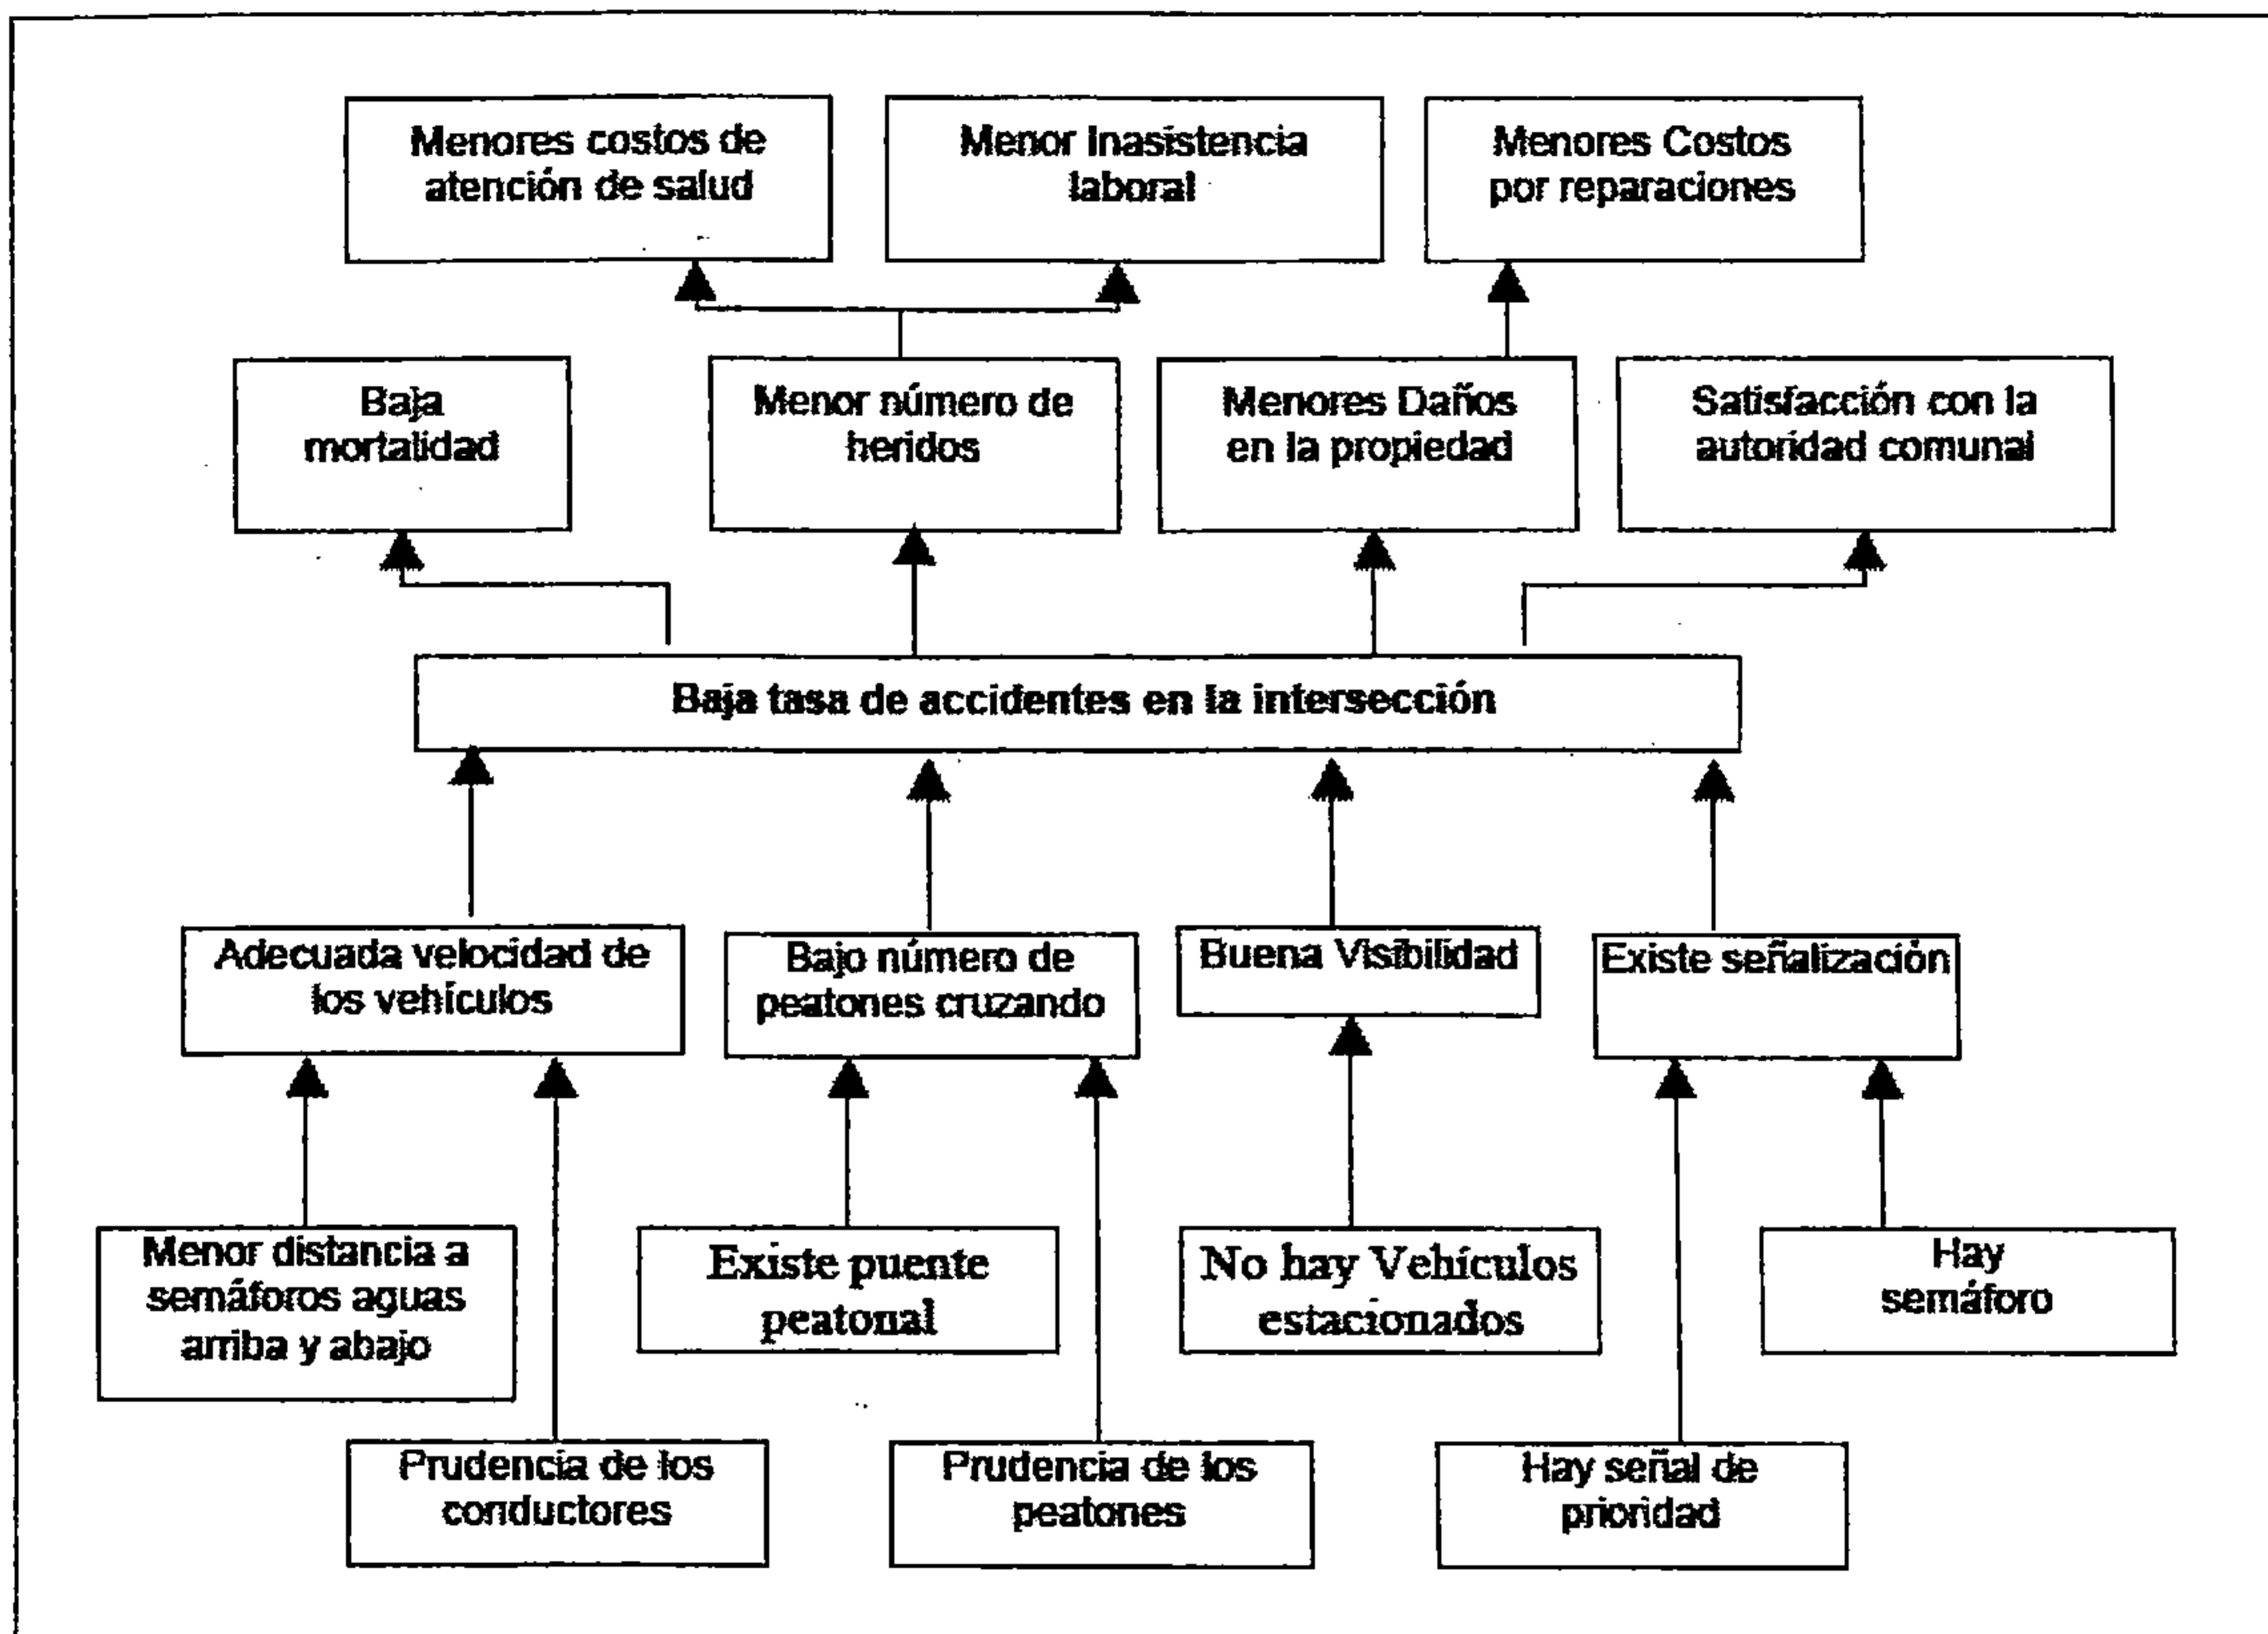 Menores costos de
atención de salud
Menor Inasistencia
laboral
Menores Costos
por reparaciones
Baja
mortalidad
Menor número de
heridos
Menores Daños
en la propiedad
Satisfacción con la
autoridad comunal
Baja tasa de accidentes en la intersección
Adecuada velocidad de
los vehículos
Bajo número de
peatones cruzando
Buena Visibilidad
Existe señalización
Menor distancia a
semáforos aguas
arriba y abajo
Existe puente
peatonal
No hay Vehículos
estacionados
Hay
semáforo
Prudencia de los
conductores
Prudencia de los
peatones
Hay señal de
prioridad